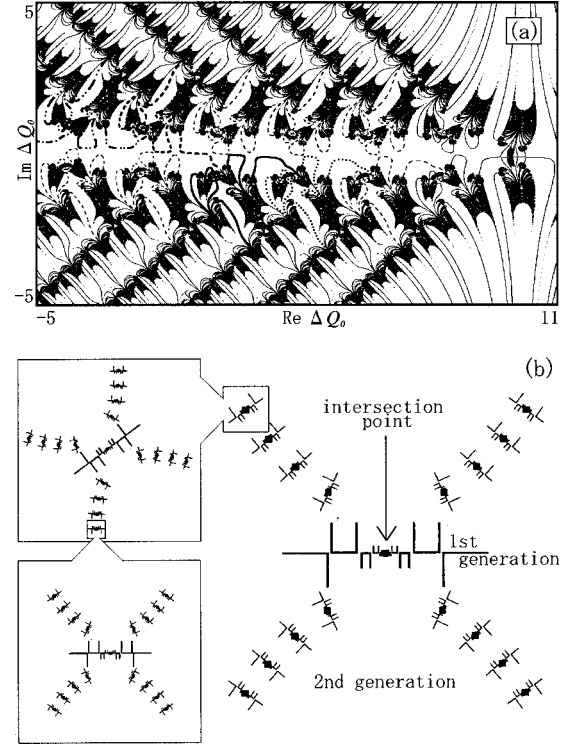 5
(a)
Im ΔQ₀
-5
-5
Re ΔQ₀
11
(b)
intersection
point
1st
generation
2nd generation